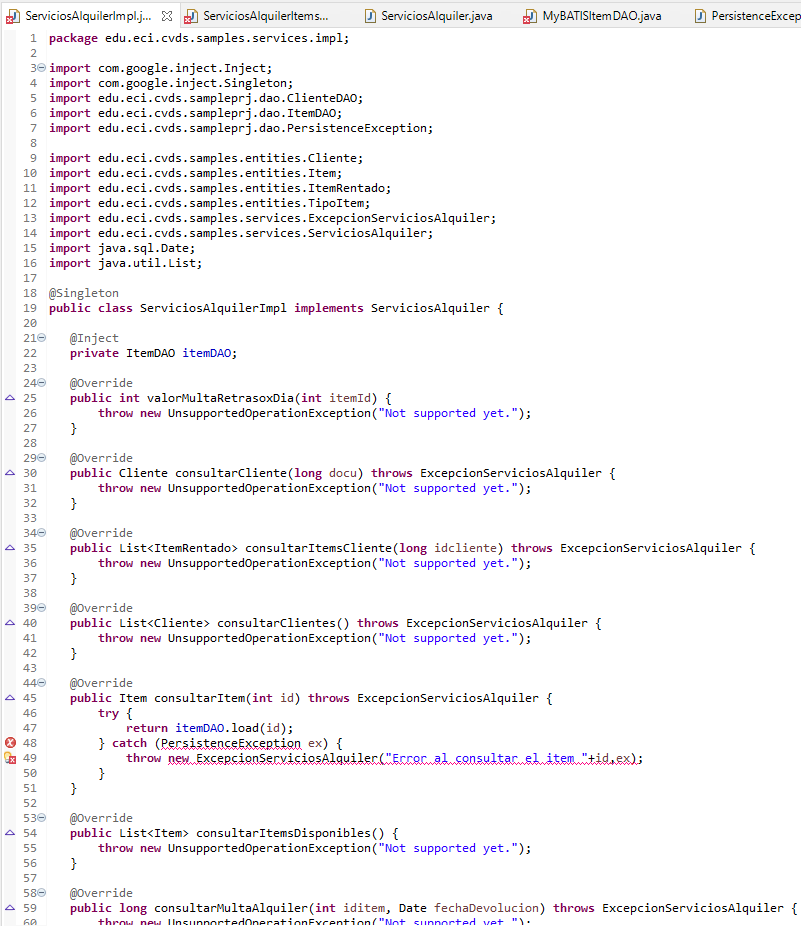 ServiciosAlquilerImpl.j... ServiciosAlquilerItems... ServiciosAlquiler.java MyBATISItemDAO.java PersistenceExcep
1 package edu.eci.cvds.samples.services.impl;
2
3 import com.google.inject.Inject;
4 import com.google.inject.Singleton;
5 import edu.eci.cvds.sampleprj.dao.ClienteDAO;
6 import edu.eci.cvds.sampleprj.dao.ItemDAO;
7 import edu.eci.cvds.sampleprj.dao.PersistenceException;
8
9 import edu.eci.cvds.samples.entities.Cliente;
10 import edu.eci.cvds.samples.entities.Item;
11 import edu.eci.cvds.samples.entities.ItemRentado;
12 import edu.eci.cvds.samples.entities.TipoItem;
13 import edu.eci.cvds.samples.services.ExcepcionServiciosAlquiler;
14 import edu.eci.cvds.samples.services.ServiciosAlquiler;
15 import java.sql.Date;
16 import java.util.List;
17
18 @Singleton
19 public class ServiciosAlquilerImpl implements ServiciosAlquiler {
20
21 @Inject
22 private ItemDAO itemDAO;
23
24 @Override
25 public int valorMultaRetrasoxDia(int itemId) {
26 throw new UnsupportedOperationException("Not supported yet.");
27 }
28
29 @Override
30 public Cliente consultarCliente(long docu) throws ExcepcionServiciosAlquiler {
31 throw new UnsupportedOperationException("Not supported yet.");
32 }
33
34 @Override
35 public List<ItemRentado> consultarItemsCliente(long idcliente) throws ExcepcionServiciosAlquiler {
36 throw new UnsupportedOperationException("Not supported yet.");
37 }
38
39 @Override
40 public List<Cliente> consultarClientes() throws ExcepcionServiciosAlquiler {
41 throw new UnsupportedOperationException("Not supported yet.");
42 }
43
44 @Override
45 public Item consultarItem(int id) throws ExcepcionServiciosAlquiler {
46 try {
47 return itemDAO.load(id);
48 } catch (PersistenceException ex) {
49 throw new ExcepcionServiciosAlquiler("Error al consultar el item "+id,ex);
50 }
51 }
52
53 @Override
54 public List<Item> consultarItemsDisponibles() {
55 throw new UnsupportedOperationException("Not supported yet.");
56 }
57
58 @Override
59 public long consultarMultaAlquiler(int iditem, Date fechaDevolucion) throws ExcepcionServiciosAlquiler {
60 throw new UnsupportedOperationException("Not supported yet.");